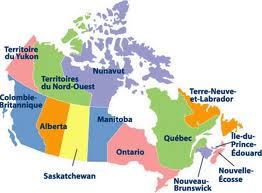 Territoire
du Yukon
Territoires
du Nord-Ouest
Nunavut
Terre-Neuve-
et-Labrador
Colombie-
Britannique
Alberta
Manitoba
Île-du-
Prince-
Édouard
Québec
Ontario
Saskatchewan
Nouvelle-
Écosse
Nouveau-
Brunswick